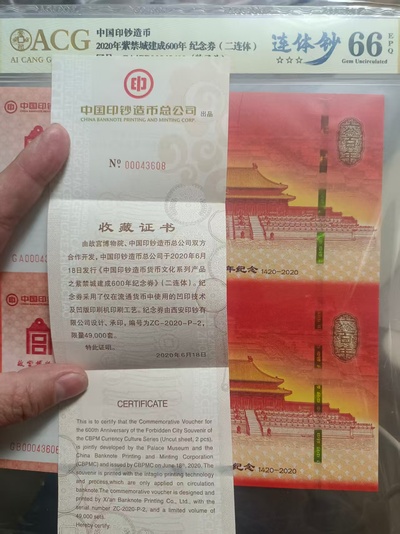 ACG
AI CANG G
中国印钞造币
2020年紫禁城建成600年 纪念券（二连体）
连体钞
☆☆☆
66
EPQ
Gem Uncirculated
中国印钞造币总公司 出品
CHINA BANKNOTE PRINTING AND MINTING CORP.
No 00043608
收藏证书
由故宫博物院、中国印钞造币总公司双方
合作开发，中国印钞造币总公司于2020年6月
18日发行《中国印钞造币货币文化系列产品
之紫禁城建成600年纪念券》（二连体）。纪
念券采用了仅在流通货币中使用的凹印技术
及凹版印刷机印刷工艺。纪念券由西安印钞有
限公司设计、承印，编号为ZC-2020-P-2，
限量49,000套。
特此证明。
2020年6月18日
CERTIFICATE
This is to certify that the Commemorative Voucher for
the 600th Anniversary of the Forbidden City Souvenir of
the CBPM Currency Culture Series (Uncut sheet, 2 pcs),
is jointly developed by the Palace Museum and the
China Banknote Printing and Minting Corporation
(CBPMC) and issued by CBPMC on June 18th, 2020. The
souvenir is printed with the intaglio printing technology
and process,which are only applied on circulation
banknote.The commemorative voucher is designed and
printed by Xi'an Banknote Printing Co., Ltd., with the
serial number ZC-2020-P-2, and a limited volume of
49,000 sets.
Hereby certify.
中国印钞
GA00043608
中国印钞造
故宫
GB00043608
年纪念 1420-2020
纪念 1420-2020